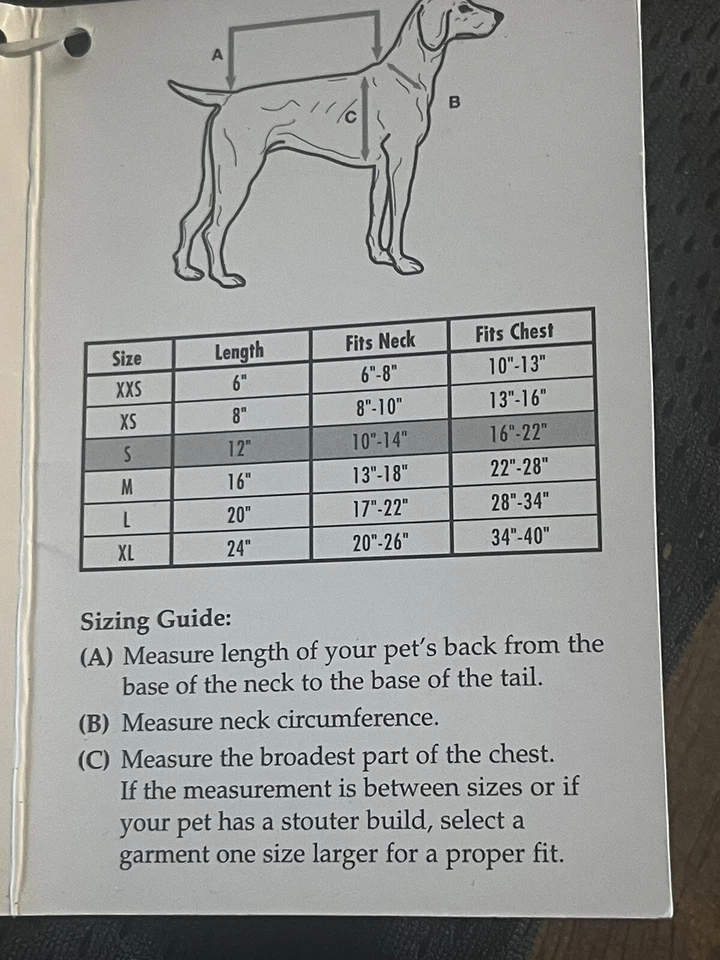 A
B
C
Size Length Fits Neck Fits Chest
XXS 6" 6"-8" 10"-13"
XS 8" 8"-10" 13"-16"
S 12" 10"-14" 16"-22"
M 16" 13"-18" 22"-28"
L 20" 17"-22" 28"-34"
XL 24" 20"-26" 34"-40"
Sizing Guide:
(A) Measure length of your pet's back from the
base of the neck to the base of the tail.
(B) Measure neck circumference.
(C) Measure the broadest part of the chest.
If the measurement is between sizes or if
your pet has a stouter build, select a
garment one size larger for a proper fit.